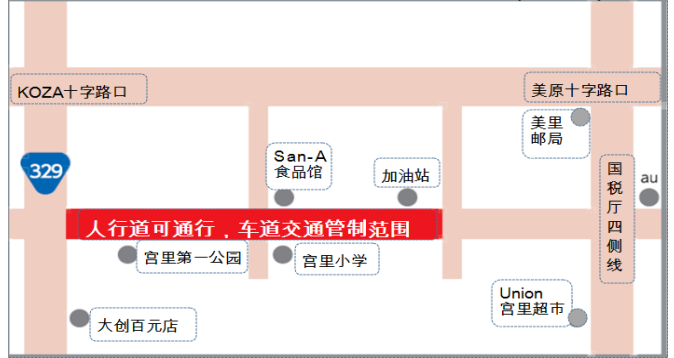 KOZA十字路口
美原十字路口
美里
邮局
329
San-A
食品馆
加油站
国税厅四侧线
au
人行道可通行，车道交通管制范围
宫里第一公园
宫里小学
Union
宫里超市
大创百元店